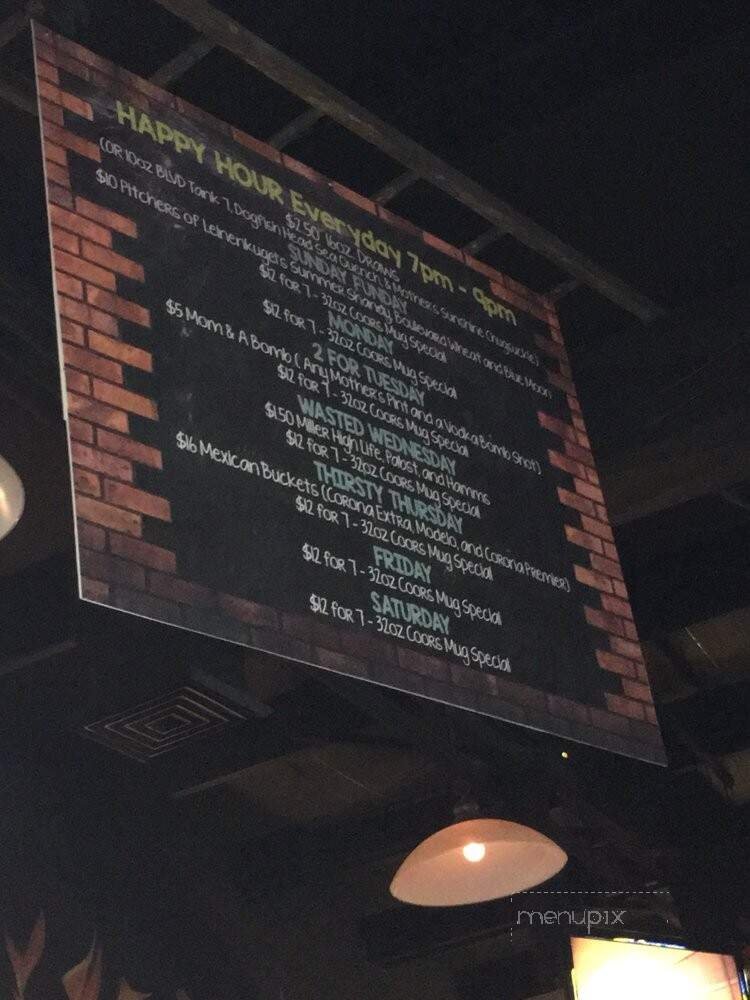 HAPPY HOUR Everyday 7pm - 9pm
$2.50 16oz. DRAWS
(OR 10oz BLVD Tank 7, Dogfish Head Sea Quench & Mother's Sunshine Chugsuckle)
SUNDAY FUNDAY
$10 Pitchers of Leinenkugels Summer Shandy, Boulevard Wheat and Blue Moon
$12 for 7 - 32oz Coors Mug Special
MONDAY
$12 for 7 - 32oz Coors Mug Special
2 FOR TUESDAY
$5 Mom & A Bomb ( Any Mother's Pint and a Vodka Bomb Shot)
$12 for 7 - 32oz Coors Mug Special
WASTED WEDNESDAY
$1.50 Miller High Life, Pabst, and Hamms
$12 for 7 - 32oz Coors Mug Special
THIRSTY THURSDAY
$16 Mexican Buckets (Corona Extra, Modelo, and Corona Premier)
$12 for 7 - 32oz Coors Mug Special
FRIDAY
$12 for 7 - 32oz Coors Mug Special
SATURDAY
$12 for 7 - 32oz Coors Mug Special
menupix